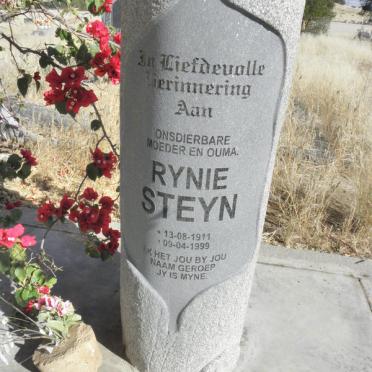 In Liefdevolle
Herinnering
Aan
ONSDIERBARE
MOEDER EN OUMA.
RYNIE
STEYN
* 13-08-1911
† 09-04-1999
EK HET JOU BY JOU
NAAM GEROEP
JY IS MYNE.